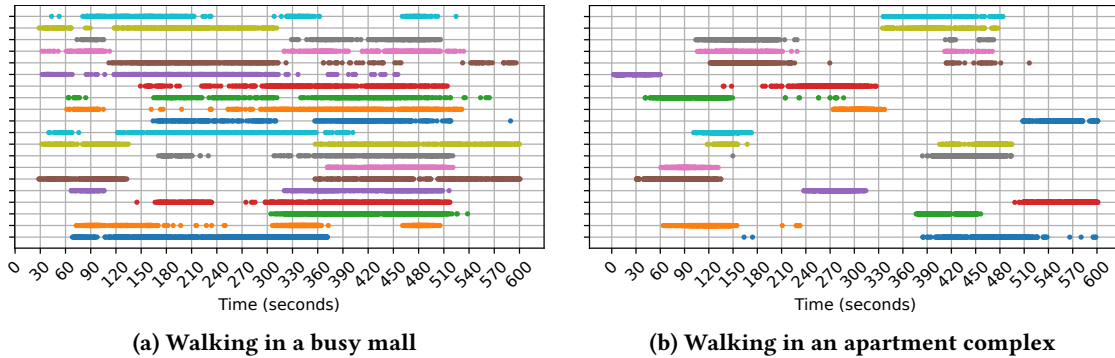 0 30 60 90 120 150 180 210 240 270 300 330 360 390 420 450 480 510 540 570 600
Time (seconds)
(a) Walking in a busy mall
0 30 60 90 120 150 180 210 240 270 300 330 360 390 420 450 480 510 540 570 600
Time (seconds)
(b) Walking in an apartment complex